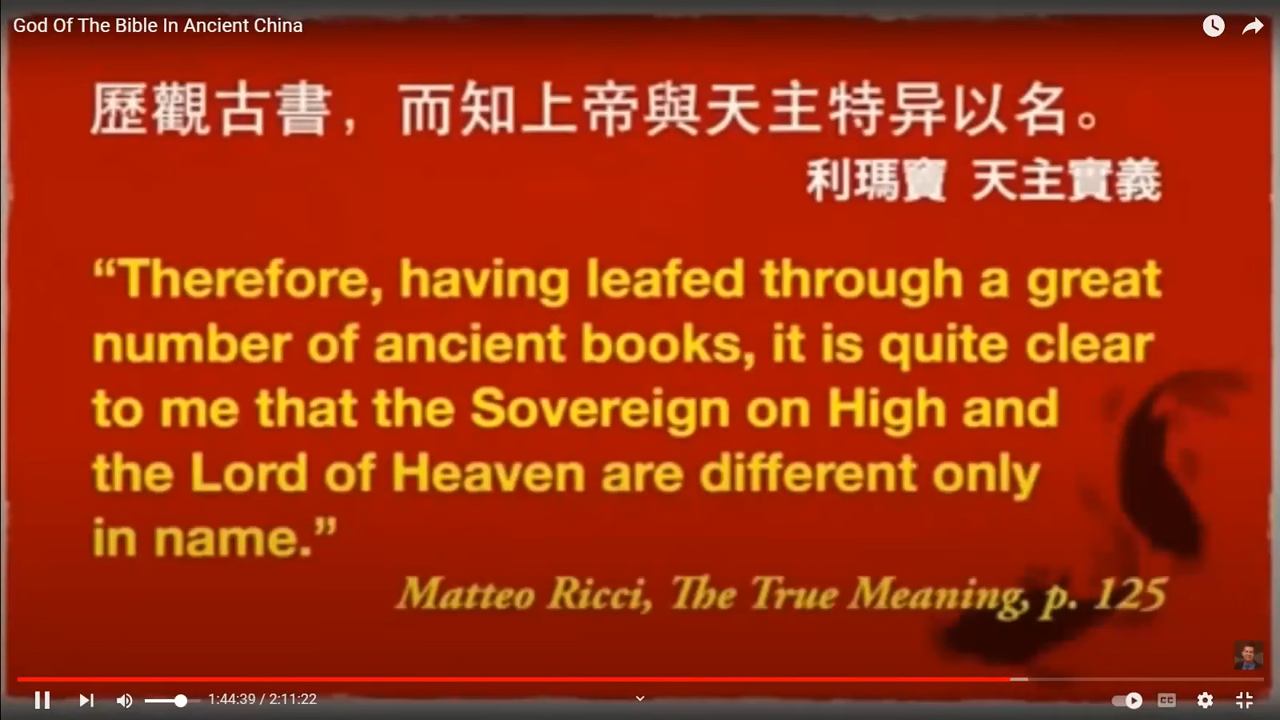 God Of The Bible In Ancient China
歷觀古書，而知上帝與天主特异以名。
利瑪竇 天主實義
“Therefore, having leafed through a great
number of ancient books, it is quite clear
to me that the Sovereign on High and
the Lord of Heaven are different only
in name.”
Matteo Ricci, The True Meaning, p. 125
1:44:39 / 2:11:22
CC